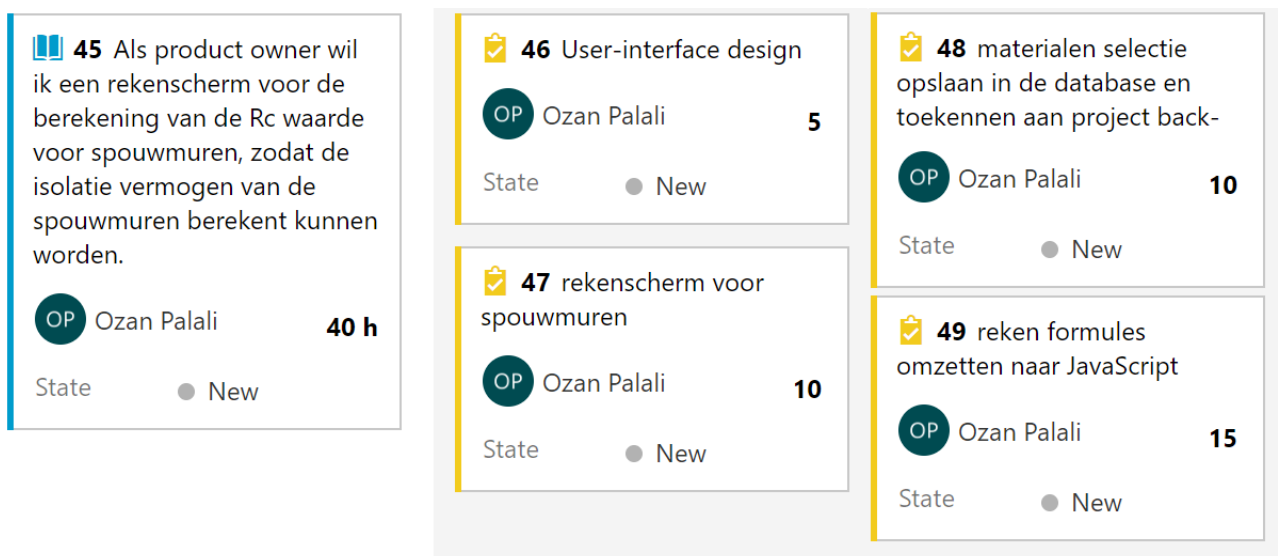 45 Als product owner wil
ik een rekenscherm voor de
berekening van de Rc waarde
voor spouwmuren, zodat de
isolatie vermogen van de
spouwmuren berekent kunnen
worden.
OP Ozan Palali 40 h
State New
46 User-interface design
OP Ozan Palali 5
State New
47 rekenscherm voor
spouwmuren
OP Ozan Palali 10
State New
48 materialen selectie
opslaan in de database en
toekennen aan project back-
OP Ozan Palali 10
State New
49 reken formules
omzetten naar JavaScript
OP Ozan Palali 15
State New